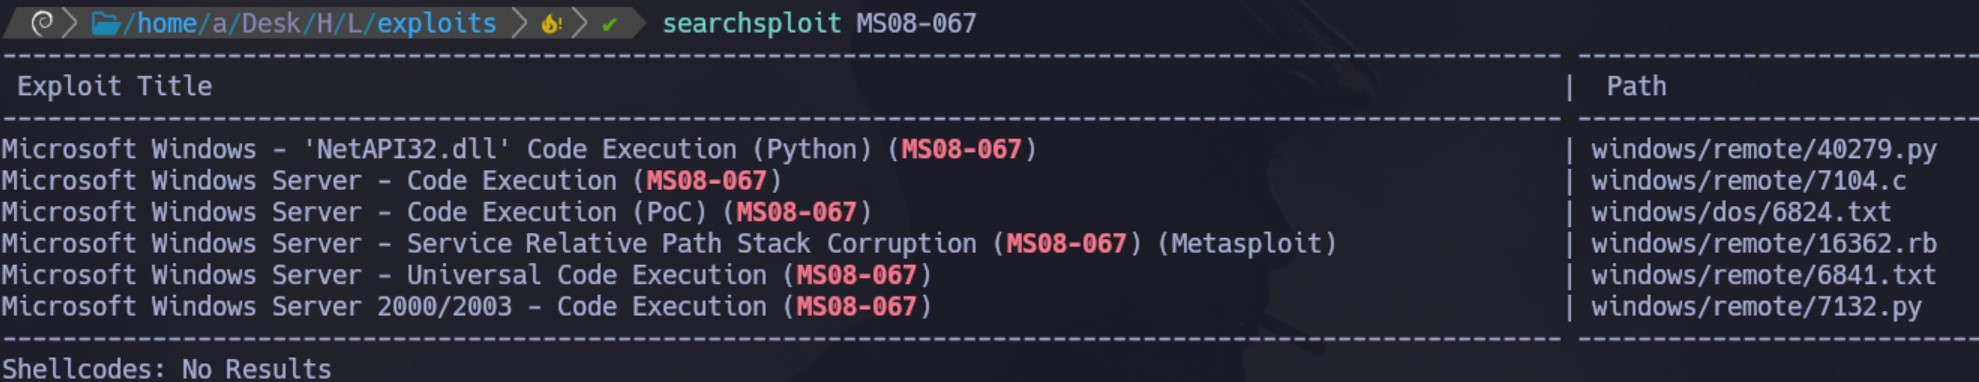 /home/a/Desk/H/L/exploits searchsploit MS08-067
Exploit Title | Path
Microsoft Windows - 'NetAPI32.dll' Code Execution (Python) (MS08-067) | windows/remote/40279.py
Microsoft Windows Server - Code Execution (MS08-067) | windows/remote/7104.c
Microsoft Windows Server - Code Execution (PoC) (MS08-067) | windows/dos/6824.txt
Microsoft Windows Server - Service Relative Path Stack Corruption (MS08-067) (Metasploit) | windows/remote/16362.rb
Microsoft Windows Server - Universal Code Execution (MS08-067) | windows/remote/6841.txt
Microsoft Windows Server 2000/2003 - Code Execution (MS08-067) | windows/remote/7132.py
Shellcodes: No Results